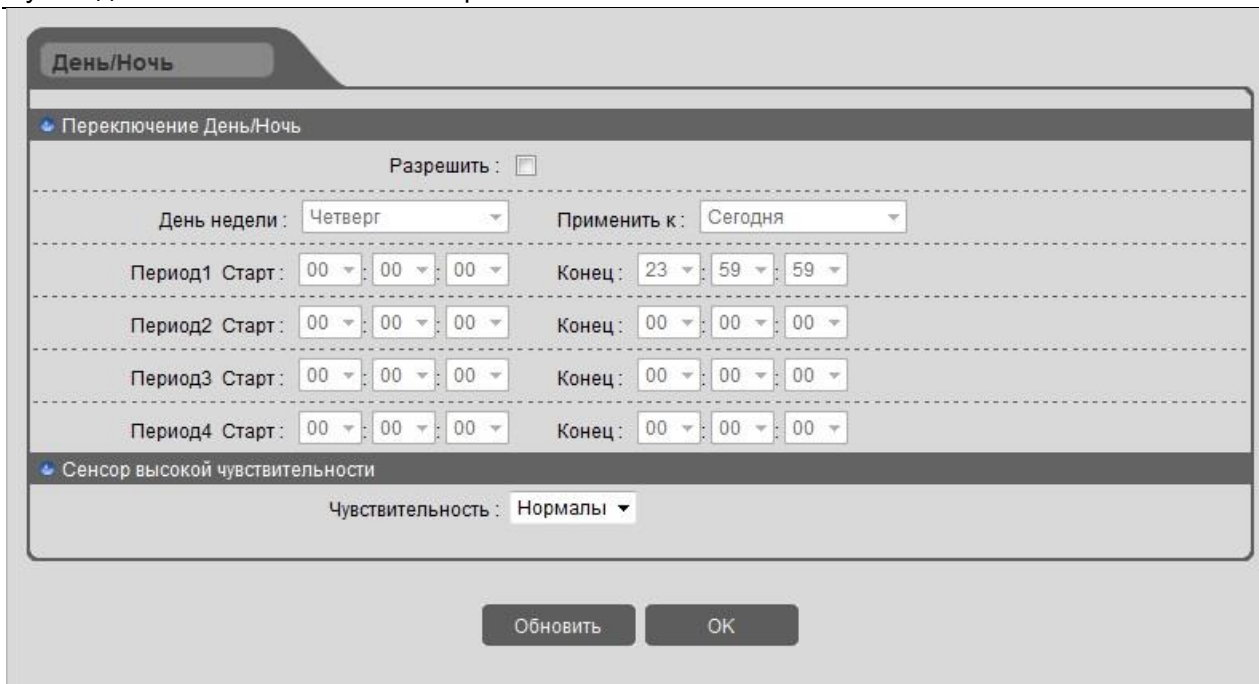 День/Ночь
Переключение День/Ночь
Разрешить :
День недели : Четверг Применить к : Сегодня
Период1 Старт : 00 : 00 : 00 Конец : 23 : 59 : 59
Период2 Старт : 00 : 00 : 00 Конец : 00 : 00 : 00
Период3 Старт : 00 : 00 : 00 Конец : 00 : 00 : 00
Период4 Старт : 00 : 00 : 00 Конец : 00 : 00 : 00
Сенсор высокой чувствительности
Чувствительность : Нормалы
Обновить OK